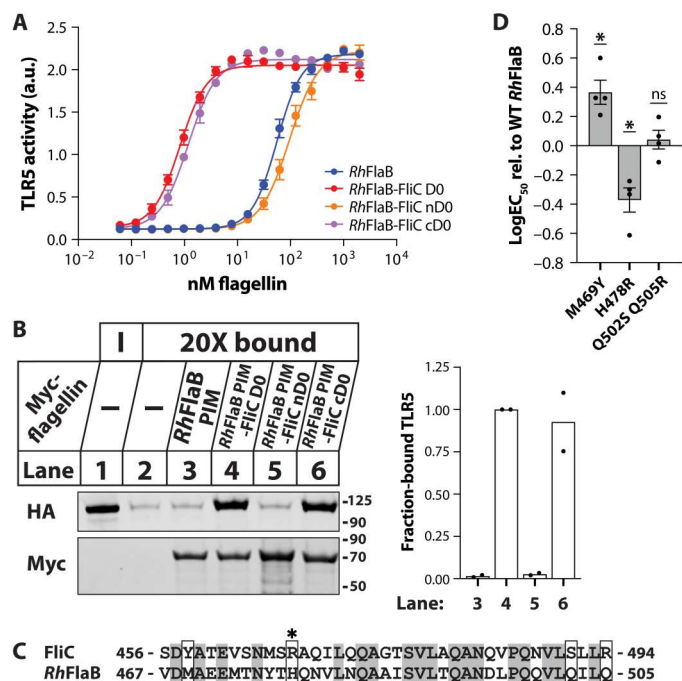 A
TLR5 activity (a.u.)
2.5
2.0
1.5
1.0
0.5
0.0
RhFlaB
RhFlaB-FliC D0
RhFlaB-FliC nD0
RhFlaB-FliC cD0
10⁻² 10⁻¹ 10⁰ 10¹ 10² 10³ 10⁴
nM flagellin
D
LogEC₅₀ rel. to WT RhFlaB
0.8
0.6
0.4
0.2
0.0
−0.2
−0.4
−0.6
−0.8
* * ns
M469Y
H478R
Q502S Q505R
B
I 20X bound
Myc-flagellin
–
–
RhFlaB PIM
RhFlaB PIM -FliC D0
RhFlaB PIM -FliC nD0
RhFlaB PIM -FliC cD0
Lane 1 2 3 4 5 6
HA
-125
-90
Myc
-90
-70
-50
Fraction-bound TLR5
1.25
1.00
0.75
0.50
0.25
0.00
Lane: 3 4 5 6
C
*
FliC 456 - SDYATEVSNMSRAQILQQAGTSVLAQANQVPQNVLSLLR - 494
RhFlaB 467 - VDMAEEMTNYTHQNVLNQAAISVLTQANDLPQQVLQILQ - 505